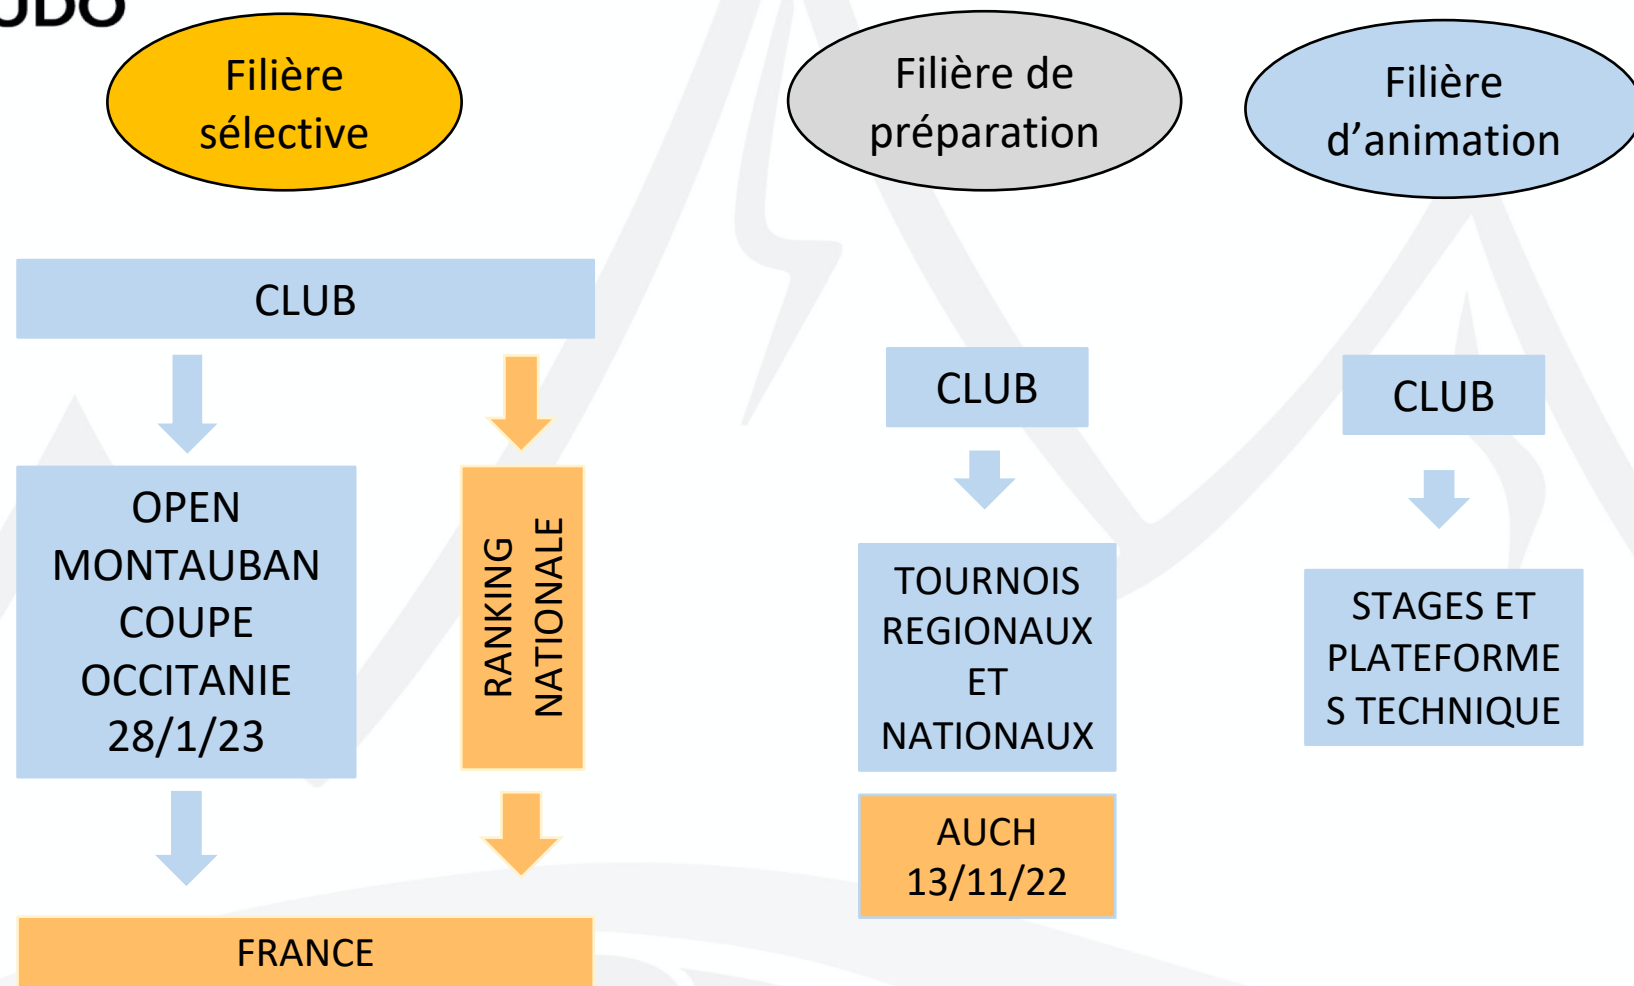 UDO
Filière
sélective
Filière de
préparation
Filière
d’animation
CLUB
OPEN
MONTAUBAN
COUPE
OCCITANIE
28/1/23
RANKING
NATIONALE
FRANCE
CLUB
TOURNOIS
REGIONAUX
ET
NATIONAUX
AUCH
13/11/22
CLUB
STAGES ET
PLATEFORME
S TECHNIQUE